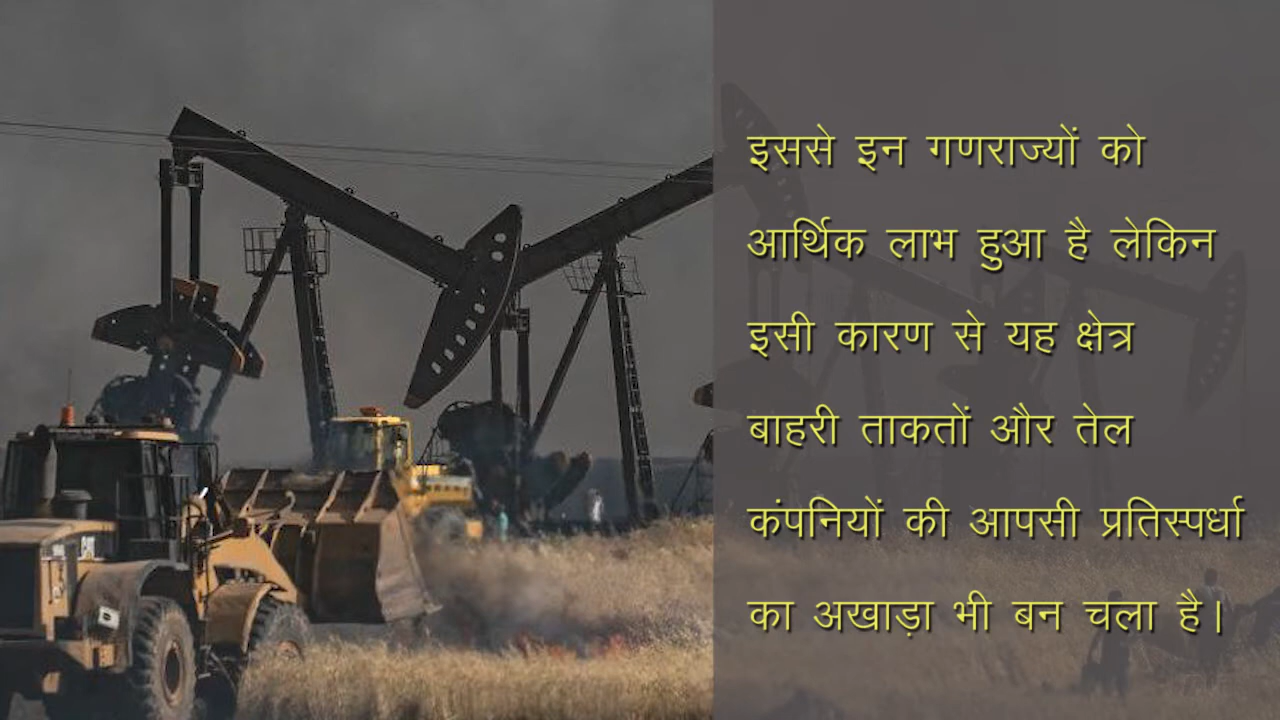 इससे इन गणराज्यों को
आर्थिक लाभ हुआ है लेकिन
इसी कारण से यह क्षेत्र
बाहरी ताकतों और तेल
कंपनियों की आपसी प्रतिस्पर्धा
का अखाड़ा भी बन चला है।